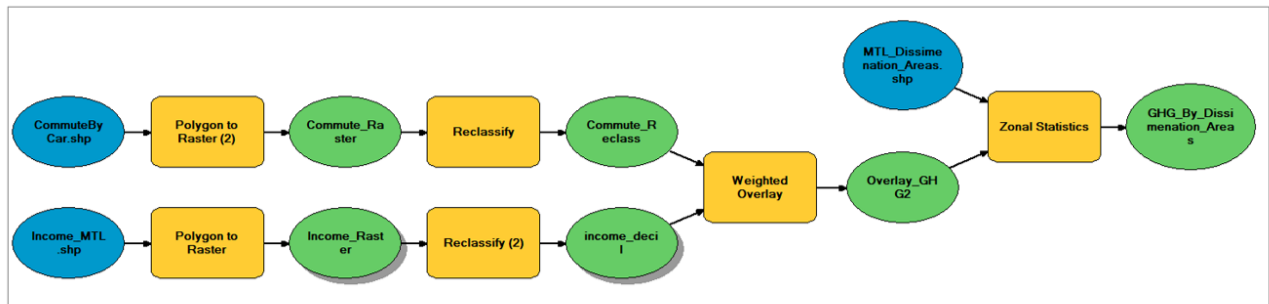 CommuteBy
Car.shp
Polygon to
Raster (2)
Commute_Ra
ster
Reclassify
Commute_R
eclass
Income_MTL
.shp
Polygon to
Raster
Income_Rast
er
Reclassify (2)
income_deci
l
Weighted
Overlay
Overlay_GH
G2
MTL_Dissime
nation_Areas.
shp
Zonal Statistics
GHG_By_Dissi
menation_Area
s